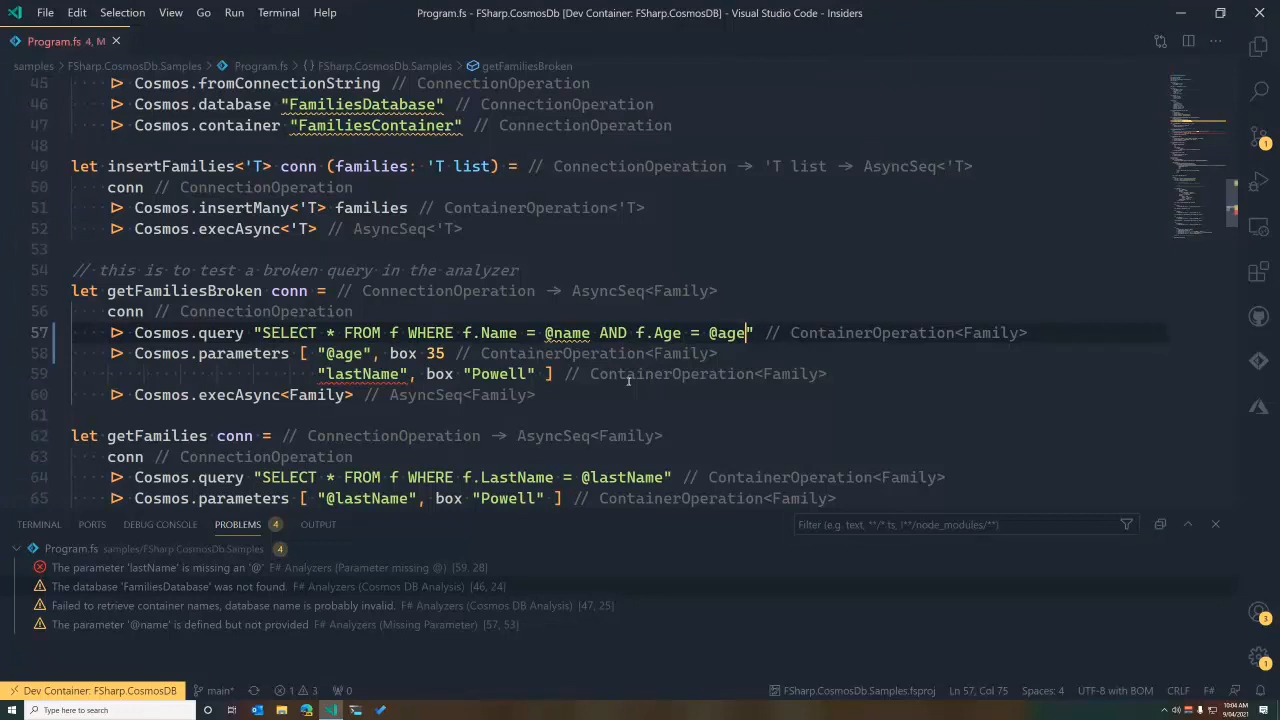 File Edit Selection View Go Run Terminal Help Program.fs - FSharp.CosmosDb [Dev Container: FSharp.CosmosDB] - Visual Studio Code - Insiders
Program.fs 4, M
samples > FSharp.CosmosDb.Samples > Program.fs > {} FSharp.CosmosDb.Samples > getFamiliesBroken
45 |> Cosmos.fromConnectionString // ConnectionOperation
46 |> Cosmos.database "FamiliesDatabase" // ConnectionOperation
47 |> Cosmos.container "FamiliesContainer" // ConnectionOperation
48
49 let insertFamilies<'T> conn (families: 'T list) = // ConnectionOperation -> 'T list -> AsyncSeq<'T>
50 conn // ConnectionOperation
51 |> Cosmos.insertMany<'T> families // ContainerOperation<'T>
52 |> Cosmos.execAsync<'T> // AsyncSeq<'T>
53
54 // this is to test a broken query in the analyzer
55 let getFamiliesBroken conn = // ConnectionOperation -> AsyncSeq<Family>
56 conn // ConnectionOperation
57 |> Cosmos.query "SELECT * FROM f WHERE f.Name = @name AND f.Age = @age" // ContainerOperation<Family>
58 |> Cosmos.parameters [ "@age", box 35 // ContainerOperation<Family>
59 "lastName", box "Powell" ] // ContainerOperation<Family>
60 |> Cosmos.execAsync<Family> // AsyncSeq<Family>
61
62 let getFamilies conn = // ConnectionOperation -> AsyncSeq<Family>
63 conn // ConnectionOperation
64 |> Cosmos.query "SELECT * FROM f WHERE f.LastName = @lastName" // ContainerOperation<Family>
65 |> Cosmos.parameters [ "@lastName", box "Powell" ] // ContainerOperation<Family>
TERMINAL PORTS DEBUG CONSOLE PROBLEMS 4 OUTPUT Filter (e.g. text, **/*.ts, !**/node_modules/**)
Program.fs samples/FSharp.CosmosDb.Samples 4
The parameter 'lastName' is missing an '@' F# Analyzers (Parameter missing @) [59, 28]
The database 'FamiliesDatabase' was not found. F# Analyzers (Cosmos DB Analysis) [46, 24]
Failed to retrieve container names, database name is probably invalid. F# Analyzers (Cosmos DB Analysis) [47, 25]
The parameter '@name' is defined but not provided F# Analyzers (Missing Parameter) [57, 53]
Dev Container: FSharp.CosmosDB main* 1 3 0 FSharp.CosmosDb.Samples.fsproj Ln 57, Col 75 Spaces: 4 UTF-8 with BOM CRLF F#
Type here to search 10:04 AM
9/04/2021
1
3
1